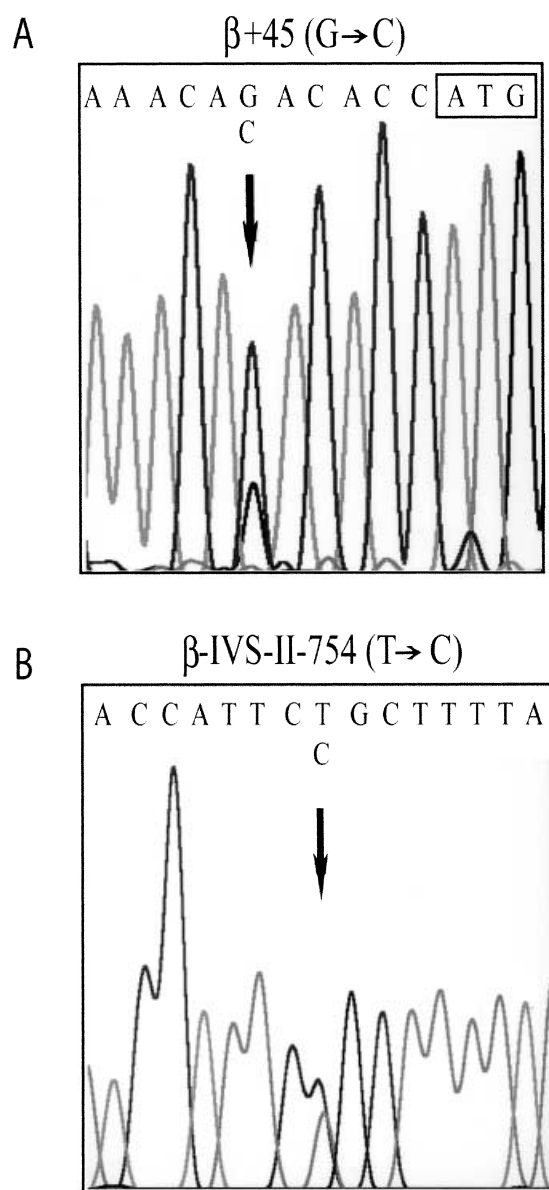 A
β+45 (G→C)
A A A C A G A C A C C A T G
C
B
β-IVS-II-754 (T→ C)
A C C A T T C T G C T T T T A
C